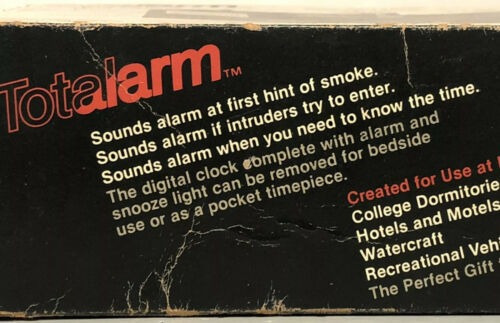 Totalarm™
Sounds alarm at first hint of smoke.
Sounds alarm if intruders try to enter.
Sounds alarm when you need to know the time.
The digital clock complete with alarm and
snooze light can be removed for bedside
use or as a pocket timepiece.
Created for Use at
College Dormitorie
Hotels and Motels
Watercraft
Recreational Vehi
The Perfect Gift